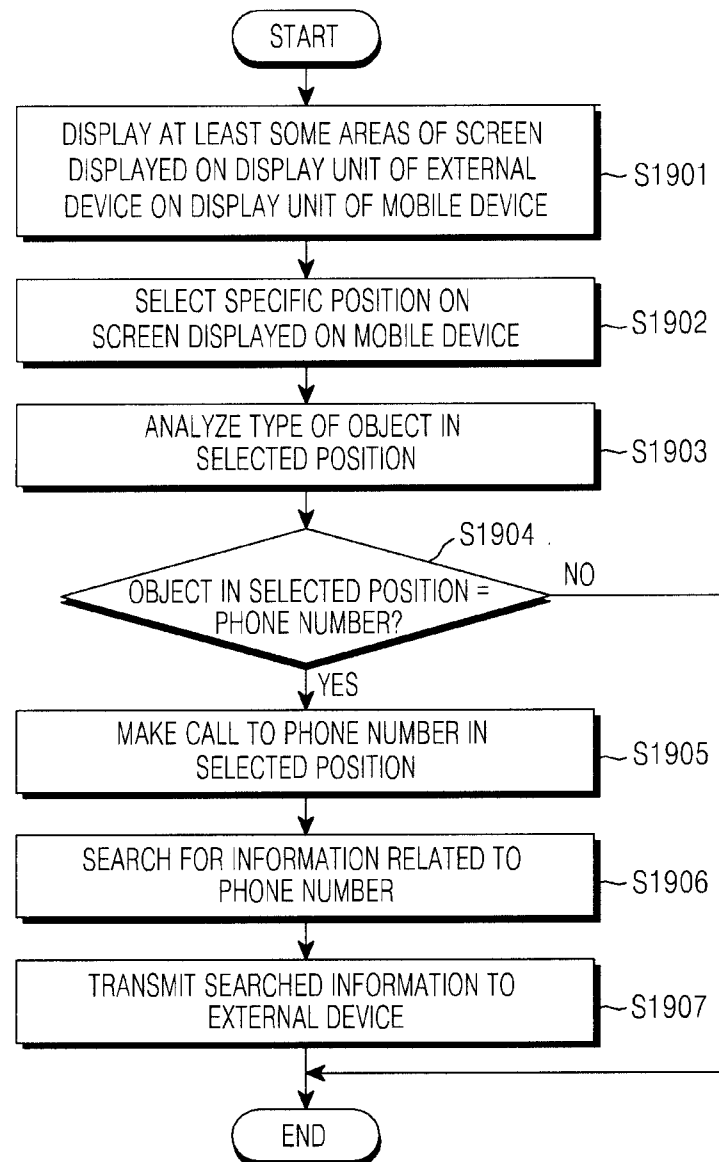 START
DISPLAY AT LEAST SOME AREAS OF SCREEN
DISPLAYED ON DISPLAY UNIT OF EXTERNAL
DEVICE ON DISPLAY UNIT OF MOBILE DEVICE
S1901
SELECT SPECIFIC POSITION ON
SCREEN DISPLAYED ON MOBILE DEVICE
S1902
ANALYZE TYPE OF OBJECT IN
SELECTED POSITION
S1903
S1904
OBJECT IN SELECTED POSITION =
PHONE NUMBER?
NO
YES
MAKE CALL TO PHONE NUMBER IN
SELECTED POSITION
S1905
SEARCH FOR INFORMATION RELATED TO
PHONE NUMBER
S1906
TRANSMIT SEARCHED INFORMATION TO
EXTERNAL DEVICE
S1907
END